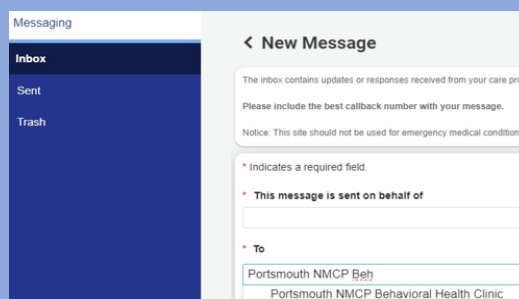 Messaging
Inbox
Sent
Trash
< New Message
The inbox contains updates or responses received from your care
Please include the best callback number with your message.
Notice: This site should not be used for emergency medical condition
* Indicates a required field.
* This message is sent on behalf of
* To
Portsmouth NMCP Beh
Portsmouth NMCP Behavioral Health Clinic